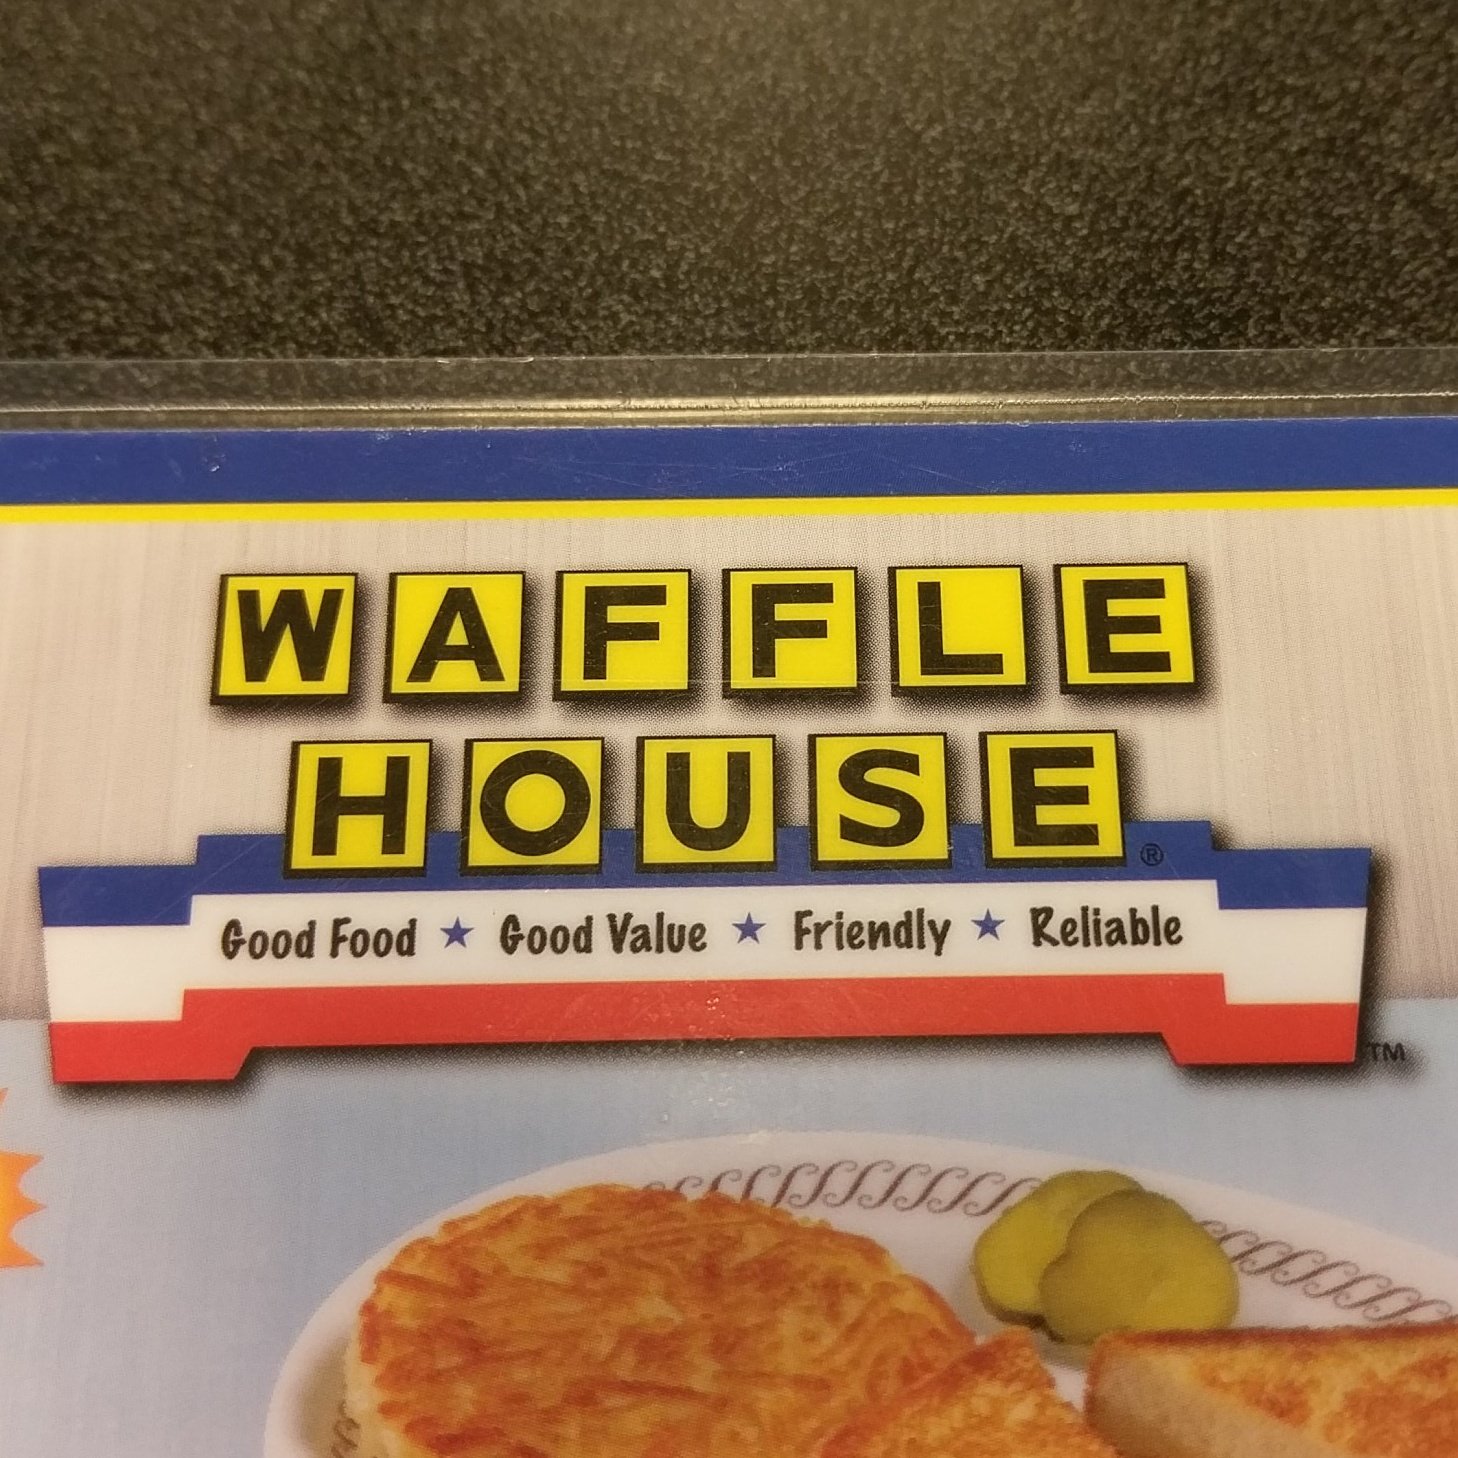 WAFFLE
HOUSE®
Good Food ★ Good Value ★ Friendly ★ Reliable
TM